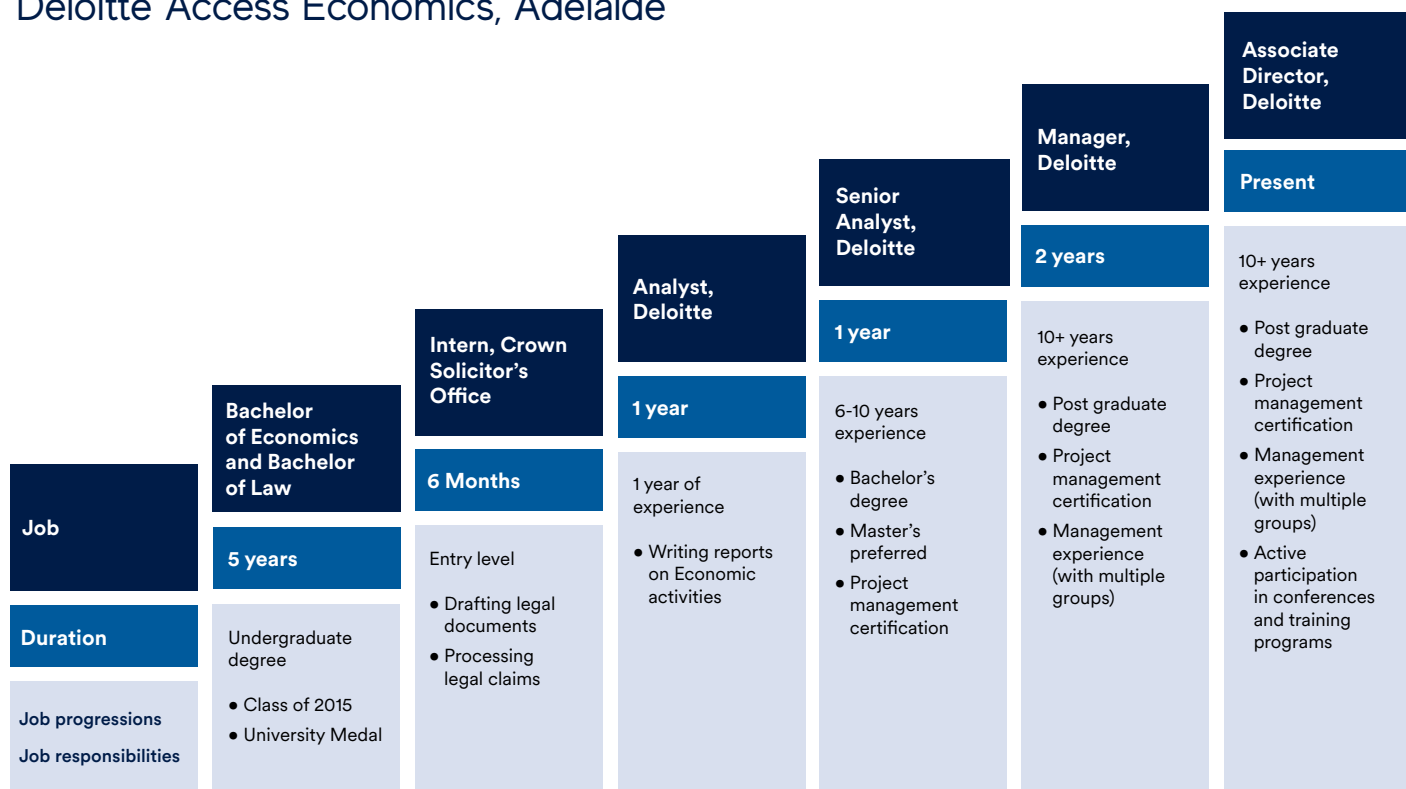 Deloitte Access Economics, Adelaide
Job
Duration
Job progressions
Job responsibilities
Bachelor
of Economics
and Bachelor
of Law
5 years
Undergraduate
degree
● Class of 2015
● University Medal
Intern, Crown
Solicitor’s
Office
6 Months
Entry level
● Drafting legal
documents
● Processing
legal claims
Analyst,
Deloitte
1 year
1 year of
experience
● Writing reports
on Economic
activities
Senior
Analyst,
Deloitte
1 year
6-10 years
experience
● Bachelor’s
degree
● Master’s
preferred
● Project
management
certification
Manager,
Deloitte
2 years
10+ years
experience
● Post graduate
degree
● Project
management
certification
● Management
experience
(with multiple
groups)
Associate
Director,
Deloitte
Present
10+ years
experience
● Post graduate
degree
● Project
management
certification
● Management
experience
(with multiple
groups)
● Active
participation
in conferences
and training
programs